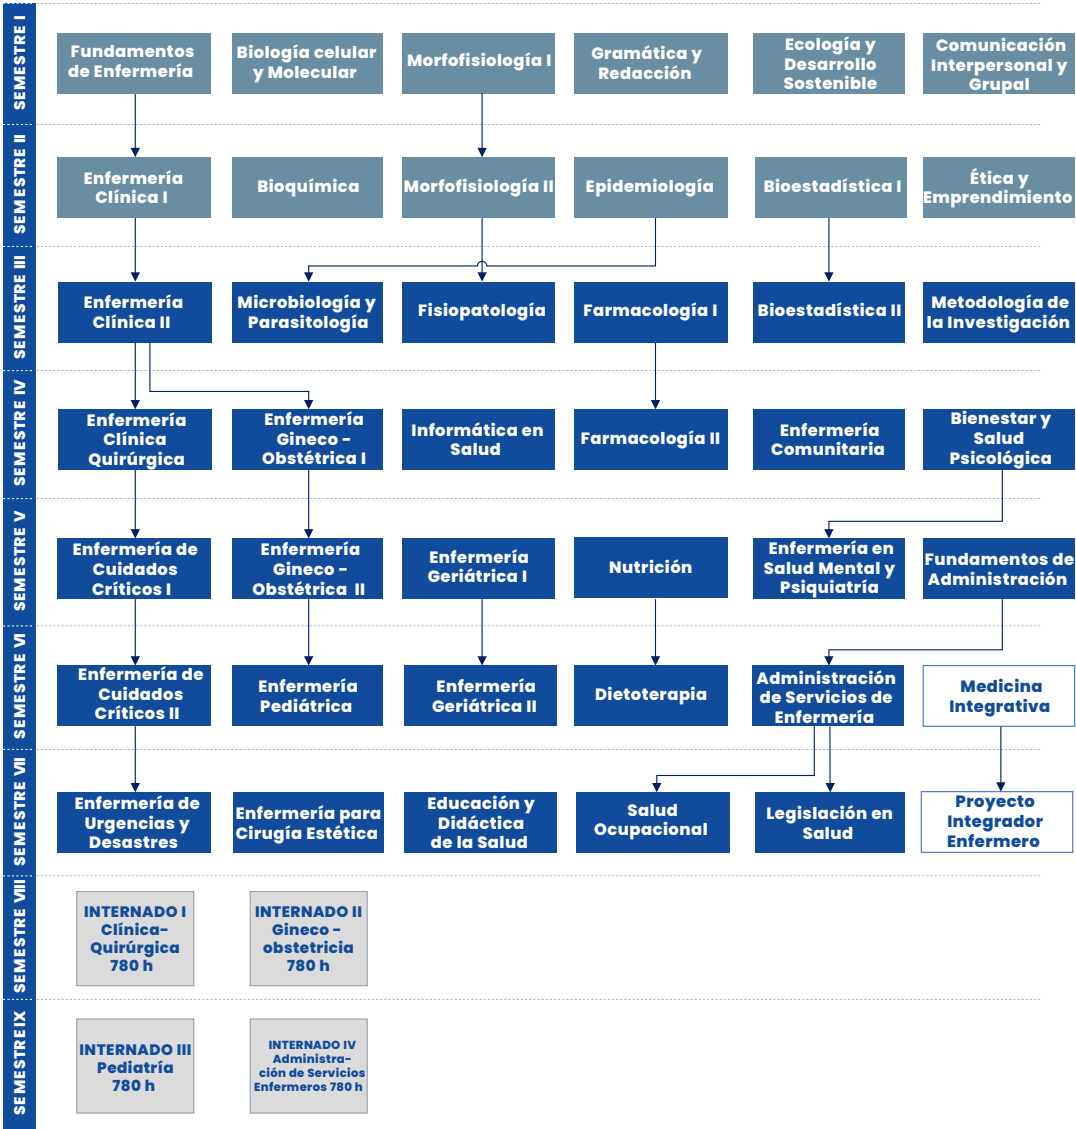 SEMESTRE I
Fundamentos
de Enfermería
Biología celular
y Molecular
Morfofisiología I
Gramática y
Redacción
Ecología y
Desarrollo
Sostenible
Comunicación
Interpersonal y
Grupal
SEMESTRE II
Enfermería
Clínica I
Bioquímica
Morfofisiología II
Epidemiología
Bioestadística I
Ética y
Emprendimiento
SEMESTRE III
Enfermería
Clínica II
Microbiología y
Parasitología
Fisiopatología
Farmacología I
Bioestadística II
Metodología de
la Investigación
SEMESTRE IV
Enfermería
Clínica
Quirúrgica
Enfermería
Gineco -
Obstétrica I
Informática en
Salud
Farmacología II
Enfermería
Comunitaria
Bienestar y
Salud
Psicológica
SEMESTRE V
Enfermería de
Cuidados
Críticos I
Enfermería
Gineco -
Obstétrica II
Enfermería
Geriátrica I
Nutrición
Enfermería en
Salud Mental y
Psiquiatría
Fundamentos de
Administración
SEMESTRE VI
Enfermería de
Cuidados
Críticos II
Enfermería
Pediátrica
Enfermería
Geriátrica II
Dietoterapia
Administración
de Servicios de
Enfermería
Medicina
Integrativa
SEMESTRE VII
Enfermería de
Urgencias y
Desastres
Enfermería para
Cirugía Estética
Educación y
Didáctica
de la Salud
Salud
Ocupacional
Legislación en
Salud
Proyecto
Integrador
Enfermero
SEMESTRE VIII
INTERNADO I
Clínica-
Quirúrgica
780 h
INTERNADO II
Gineco -
obstetricia
780 h
SEMESTRE IX
INTERNADO III
Pediatría
780 h
INTERNADO IV
Administra-
ción de Servicios
Enfermeros 780 h